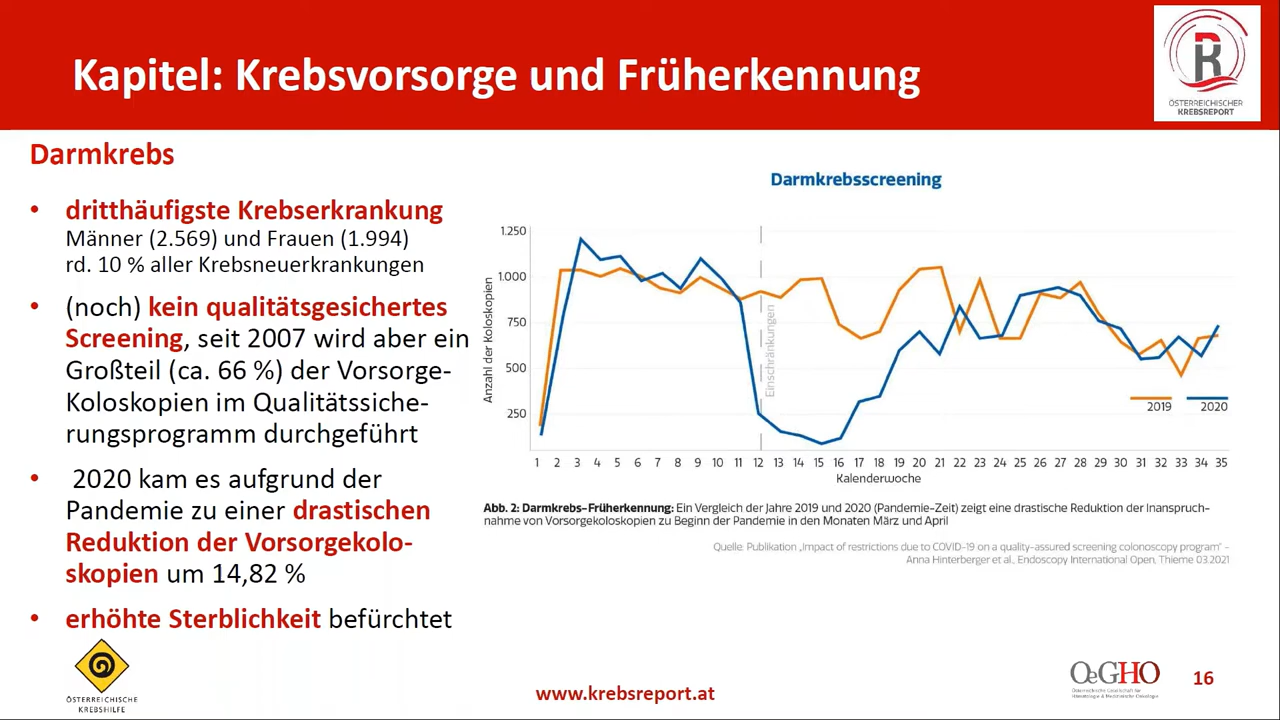 Kapitel: Krebsvorsorge und Früherkennung
ÖSTERREICHISCHER
KREBSREPORT
Darmkrebs
• dritthäufigste Krebserkrankung
Männer (2.569) und Frauen (1.994)
rd. 10 % aller Krebsneuerkrankungen
• (noch) kein qualitätsgesichertes
Screening, seit 2007 wird aber ein
Großteil (ca. 66 %) der Vorsorge-
Koloskopien im Qualitätssiche-
rungsprogramm durchgeführt
• 2020 kam es aufgrund der
Pandemie zu einer drastischen
Reduktion der Vorsorgekolo-
skopien um 14,82 %
• erhöhte Sterblichkeit befürchtet
Darmkrebsscreening
Anzahl der Koloskopien
1.250
1.000
750
500
250
Einschränkungen
2019 2020
1 2 3 4 5 6 7 8 9 10 11 12 13 14 15 16 17 18 19 20 21 22 23 24 25 26 27 28 29 30 31 32 33 34 35
Kalenderwoche
Abb. 2: Darmkrebs-Früherkennung: Ein Vergleich der Jahre 2019 und 2020 (Pandemie-Zeit) zeigt eine drastische Reduktion der Inanspruch-
nahme von Vorsorgekoloskopien zu Beginn der Pandemie in den Monaten März und April
Quelle: Publikation „Impact of restrictions due to COVID-19 on a quality-assured screening colonoscopy program" –
Anna Hinterberger et al., Endoscopy International Open, Thieme 03.2021
ÖSTERREICHISCHE
KREBSHILFE
www.krebsreport.at
OeGHO
Österreichische Gesellschaft für
Hämatologie & Medizinische Onkologie
16